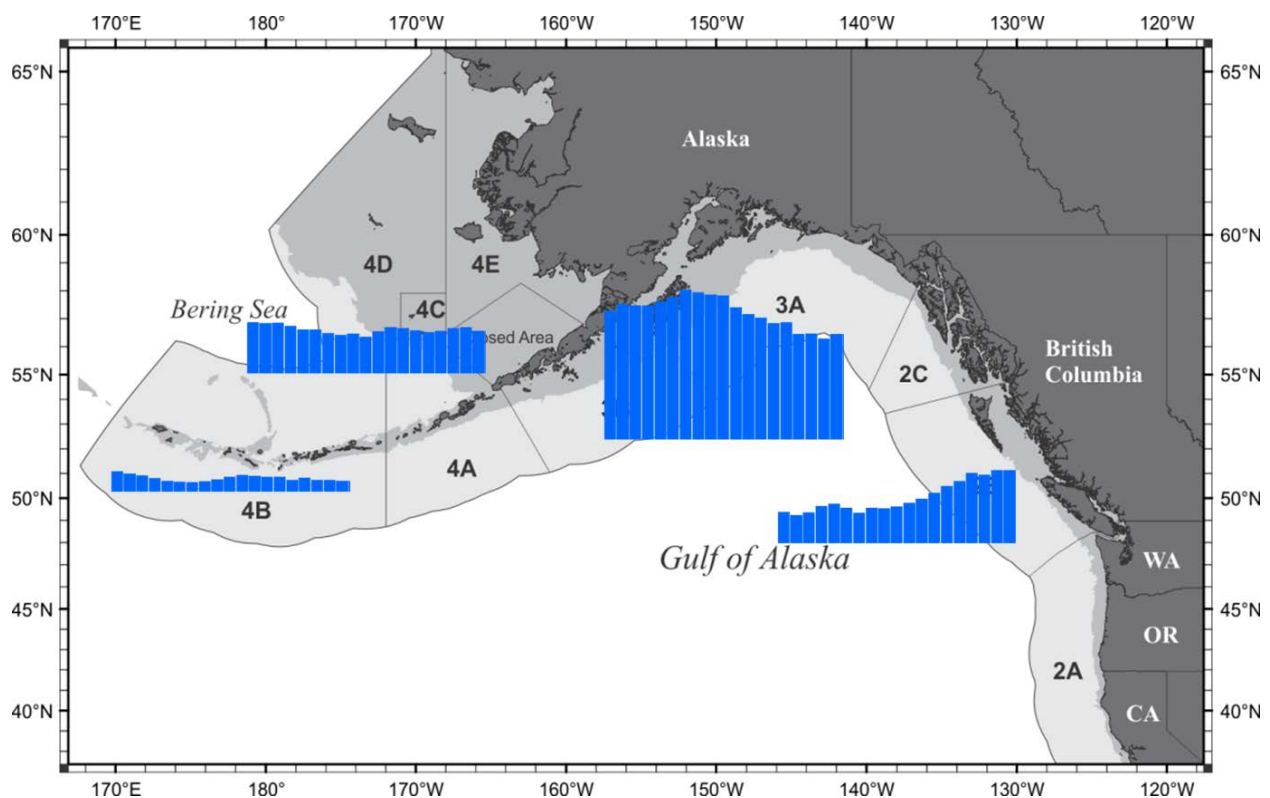 170°E 180° 170°W 160°W 150°W 140°W 130°W 120°W
65°N 65°N
Alaska
60°N 60°N
4D 4E
Bering Sea 4C 3A
osed Area
British
Columbia
55°N 2C 55°N
4A
50°N 50°N
4B
Gulf of Alaska
WA
45°N 45°N
OR
2A
40°N CA 40°N
170°E 180° 170°W 160°W 150°W 140°W 130°W 120°W